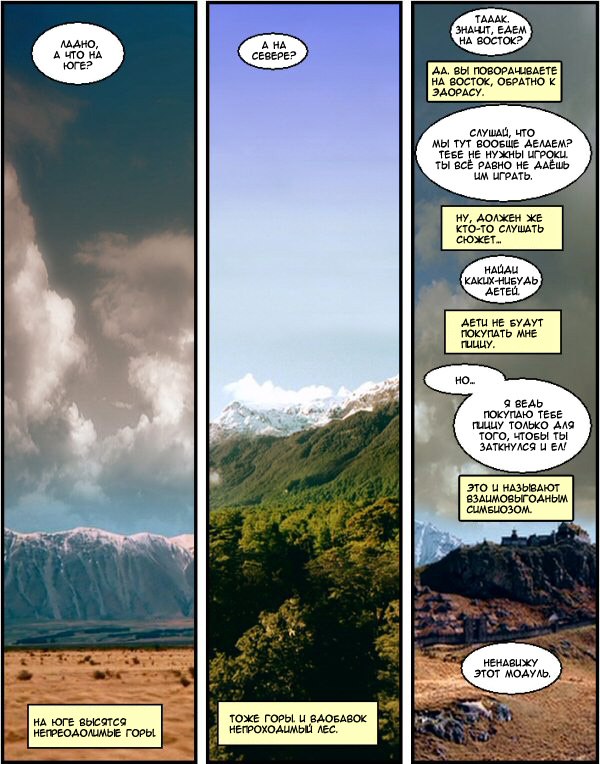 ЛАДНО,
А ЧТО НА
ЮГЕ?
НА ЮГЕ ВЫСЯТСЯ
НЕПРЕОДОЛИМЫЕ ГОРЫ.
А НА
СЕВЕРЕ?
ТОЖЕ ГОРЫ. И ВДОБАВОК
НЕПРОХОДИМЫЙ ЛЕС.
ТАААК.
ЗНАЧИТ, ЕДЕМ
НА ВОСТОК?
ДА. ВЫ ПОВОРАЧИВАЕТЕ
НА ВОСТОК, ОБРАТНО К
ЭДОРАСУ.
СЛУШАЙ, ЧТО
МЫ ТУТ ВООБЩЕ ДЕЛАЕМ?
ТЕБЕ НЕ НУЖНЫ ИГРОКИ.
ТЫ ВСЁ РАВНО НЕ ДАЁШЬ
ИМ ИГРАТЬ.
НУ, ДОЛЖЕН ЖЕ
КТО-ТО СЛУШАТЬ
СЮЖЕТ...
НАЙДИ
КАКИХ-НИБУДЬ
ДЕТЕЙ.
ДЕТИ НЕ БУДУТ
ПОКУПАТЬ МНЕ
ПИЦЦУ.
НО...
Я ВЕДЬ
ПОКУПАЮ ТЕБЕ
ПИЦЦУ ТОЛЬКО ДЛЯ
ТОГО, ЧТОБЫ ТЫ
ЗАТКНУЛСЯ И ЕЛ!
ЭТО И НАЗЫВАЮТ
ВЗАИМОВЫГОДНЫМ
СИМБИОЗОМ.
НЕНАВИЖУ
ЭТОТ МОДУЛЬ.